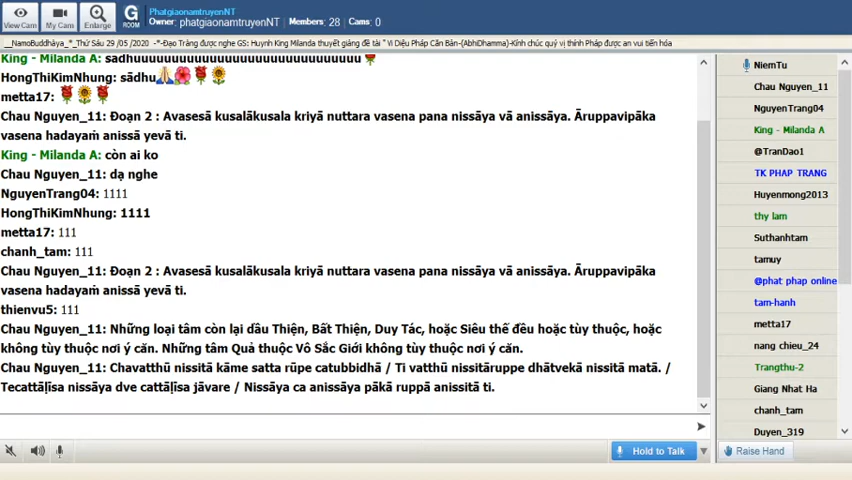 View Cam
My Cam
Enlarge
G
ROOM
PhatgiaonamtruyenNT
Owner: phatgiaonamtruyenNT Members: 28 Cams: 0
__NamoBuddhāya_*_Thứ Sáu 29 /05 /2020 -*-Đạo Tràng được nghe GS: Huynh King Milanda thuyết giảng đề tài " Vi Diệu Pháp Căn Bản-(AbhiDhamma)-Kính chúc quý vị thính Pháp được an vui tiến hóa
King - Milanda A: sadhuuuuuuuuuuuuuuuuuuuuuuuuuuuuuu
HongThiKimNhung: sādhu
metta17:
Chau Nguyen_11: Đoạn 2 : Avasesā kusalākusala kriyā nuttara vasena pana nissāya vā anissāya. Āruppavipāka
vasena hadayaṁ anissā yevā ti.
King - Milanda A: còn ai ko
Chau Nguyen_11: dạ nghe
NguyenTrang04: 1111
HongThiKimNhung: 1111
metta17: 111
chanh_tam: 111
Chau Nguyen_11: Đoạn 2 : Avasesā kusalākusala kriyā nuttara vasena pana nissāya vā anissāya. Āruppavipāka
vasena hadayaṁ anissā yevā ti.
thienvu5: 111
Chau Nguyen_11: Những loại tâm còn lại dầu Thiện, Bất Thiện, Duy Tác, hoặc Siêu thế đều hoặc tùy thuộc, hoặc
không tùy thuộc nơi ý căn. Những tâm Quả thuộc Vô Sắc Giới không tùy thuộc nơi ý căn.
Chau Nguyen_11: Chavatthū nissitā kāme satta rūpe catubbidhā / Ti vatthū nissitāruppe dhātvekā nissitā matā. /
Tecattāḷīsa nissāya dve cattāḷīsa jāvare / Nissāya ca anissāya pākā ruppā anissitā ti.
Hold to Talk
NiemTu
Chau Nguyen_11
NguyenTrang04
King - Milanda A
@TranDao1
TK PHAP TRANG
Huyenmong2013
thy lam
Suthanhtam
tamuy
@phat phap online
tam-hanh
metta17
nang chieu_24
Trangthu-2
Giang Nhat Ha
chanh_tam
Duyen_319
Raise Hand